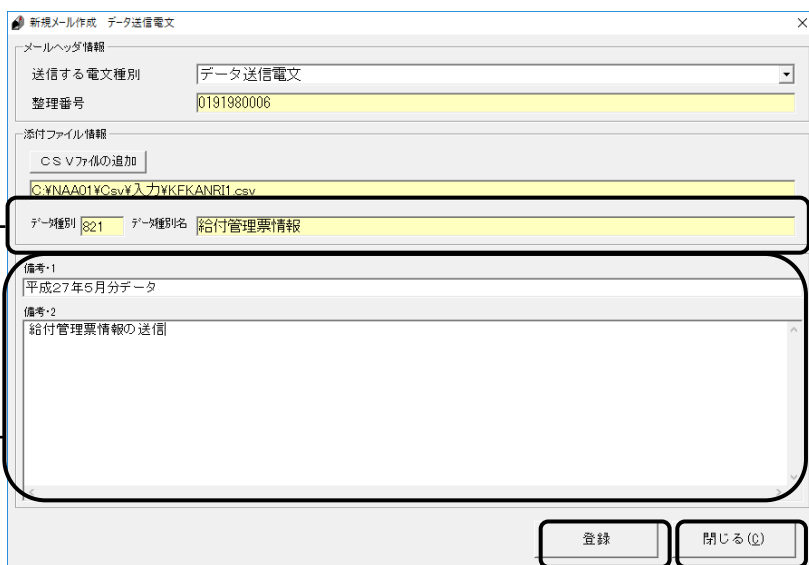 新規メール作成 データ送信電文
メールヘッダ情報
送信する電文種別 データ送信電文
整理番号 0191980006
添付ファイル情報
CSVファイルの追加
C:¥NAA01¥Csv¥入力¥KFKANRI1.csv
データ種別 821 データ種別名 給付管理票情報
備考・1
平成27年5月分データ
備考・2
給付管理票情報の送信
登録 閉じる(C)